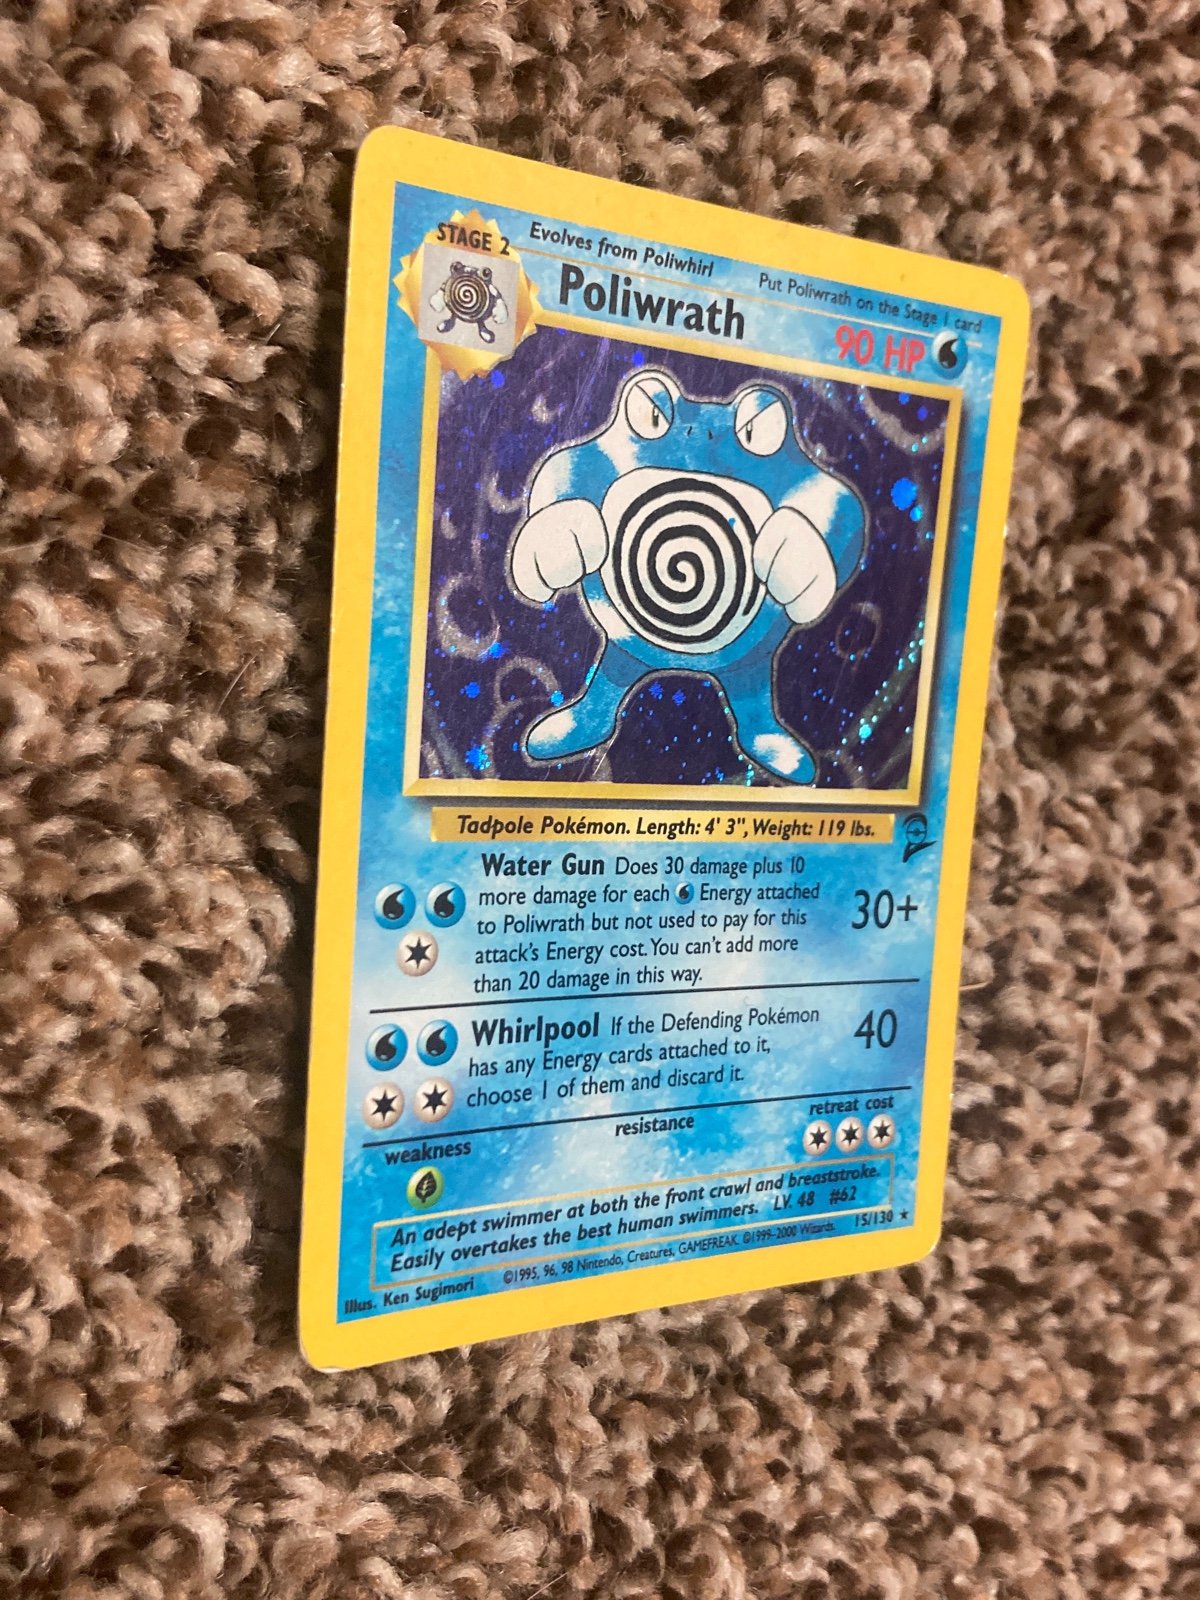 STAGE 2
Evolves from Poliwhirl
Put Poliwrath on the Stage 1 card
Poliwrath
90 HP
Tadpole Pokémon. Length: 4' 3", Weight: 119 lbs.
Water Gun Does 30 damage plus 10
more damage for each Energy attached
to Poliwrath but not used to pay for this
attack's Energy cost. You can't add more
than 20 damage in this way.
30+
Whirlpool If the Defending Pokémon
has any Energy cards attached to it,
choose 1 of them and discard it.
40
weakness
resistance
retreat cost
An adept swimmer at both the front crawl and breaststroke.
Easily overtakes the best human swimmers. LV. 48 #62
Illus. Ken Sugimori
©1995, 96, 98 Nintendo, Creatures, GAMEFREAK. ©1999-2000 Wizards.
15/130 ★